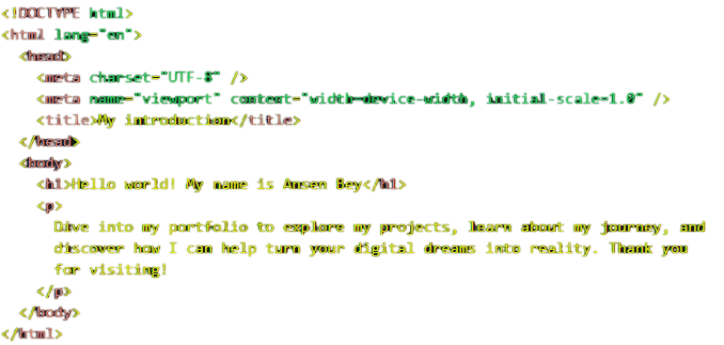 <!DOCTYPE html>
<html lang="en">
<head>
<meta charset="UTF-8" />
<meta name="viewport" content="width=device-width, initial-scale=1.0" />
<title>My introduction</title>
</head>
<body>
<h1>Hello world! My name is Ansen Bey</h1>
<p>
Dive into my portfolio to explore my projects, learn about my journey, and
discover how I can help turn your digital dreams into reality. Thank you
for visiting!
</p>
</body>
</html>